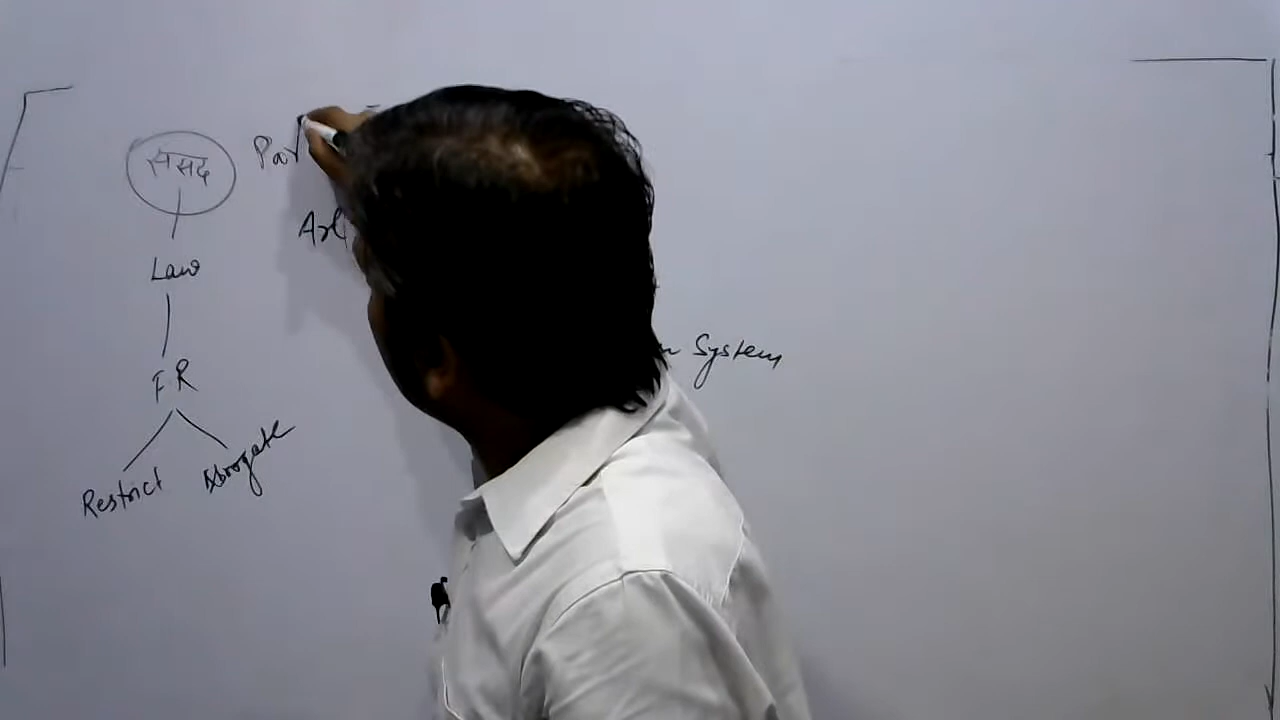 संसद
Par
Law
System
FR
Restrict
Abrogate